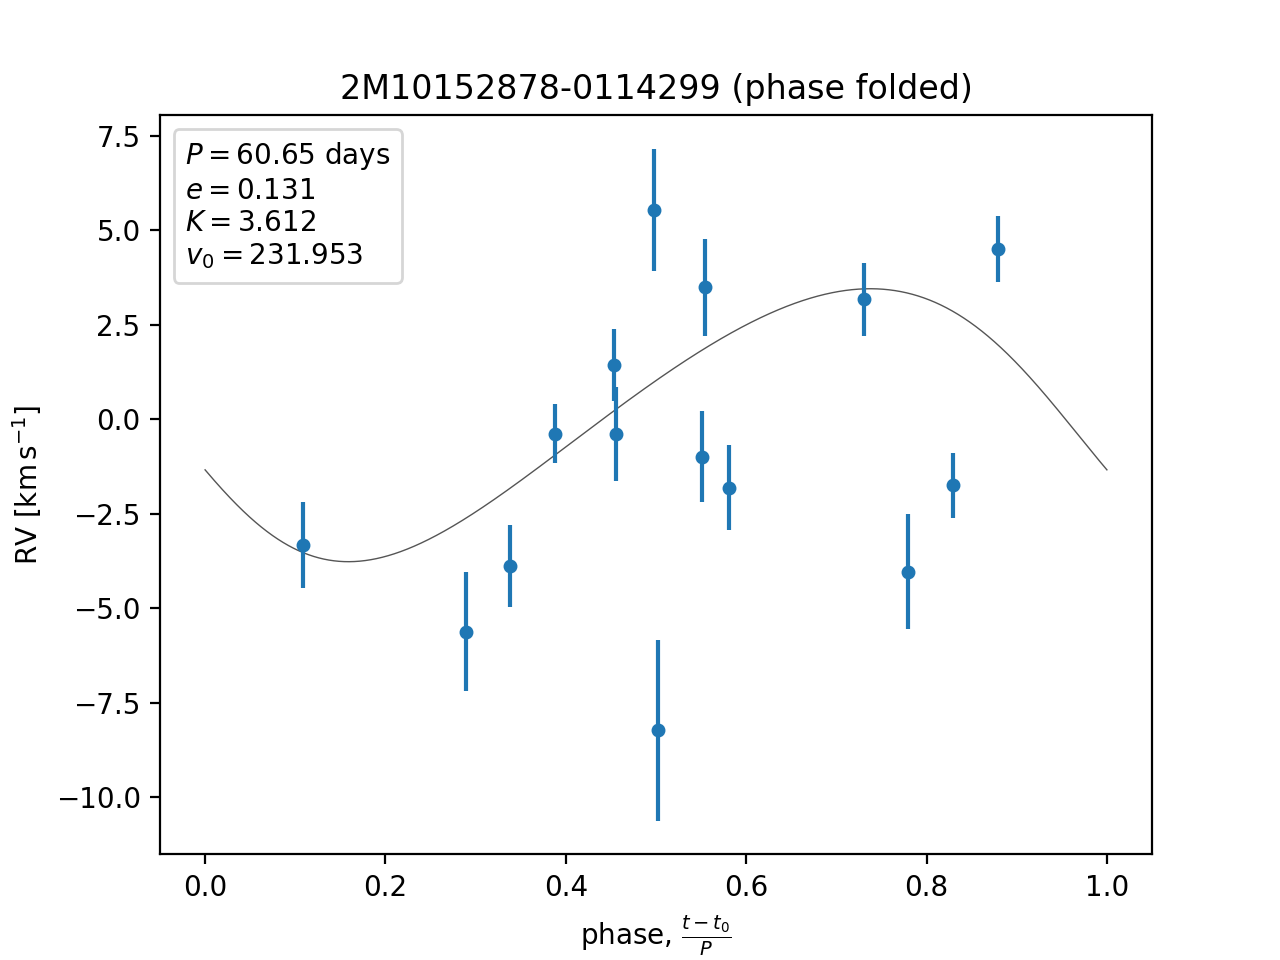 2M10152878-0114299 (phase folded)
P = 60.65 days
e = 0.131
K = 3.612
v₀ = 231.953
7.5
5.0
2.5
0.0
−2.5
−5.0
−7.5
−10.0
RV [km s⁻¹]
0.0 0.2 0.4 0.6 0.8 1.0
phase, (t − t₀)/P